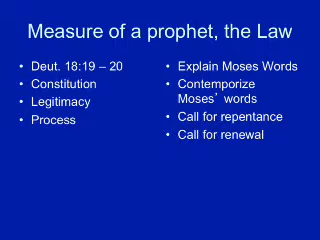 Measure of a prophet, the Law
• Deut. 18:19 – 20
• Constitution
• Legitimacy
• Process
• Explain Moses Words
• Contemporize
Moses’ words
• Call for repentance
• Call for renewal